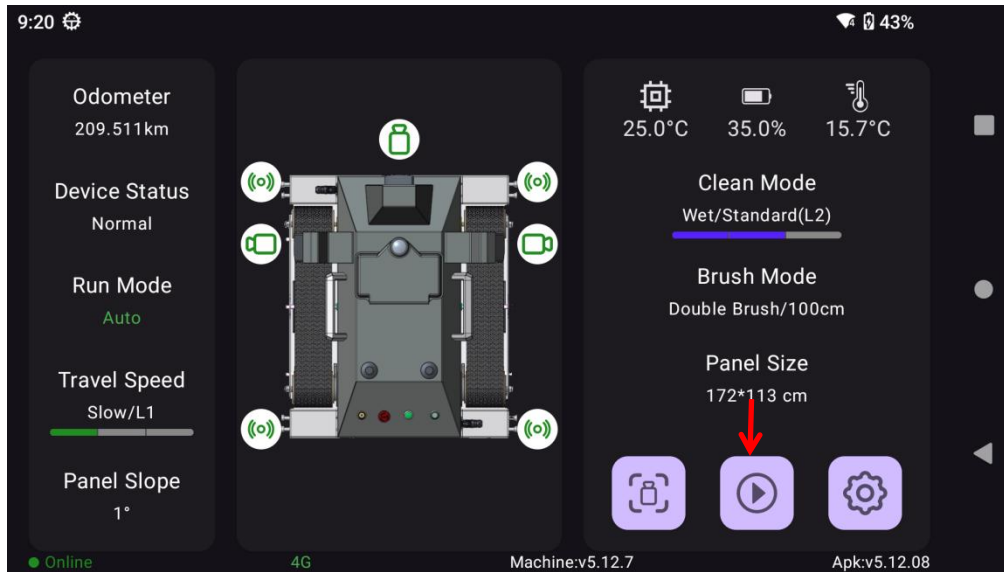 9:20
43%
Odometer
209.511km
Device Status
Normal
Run Mode
Auto
Travel Speed
Slow/L1
Panel Slope
1°
25.0°C
35.0%
15.7°C
Clean Mode
Wet/Standard(L2)
Brush Mode
Double Brush/100cm
Panel Size
172*113 cm
Online
4G
Machine:v5.12.7
Apk:v5.12.08